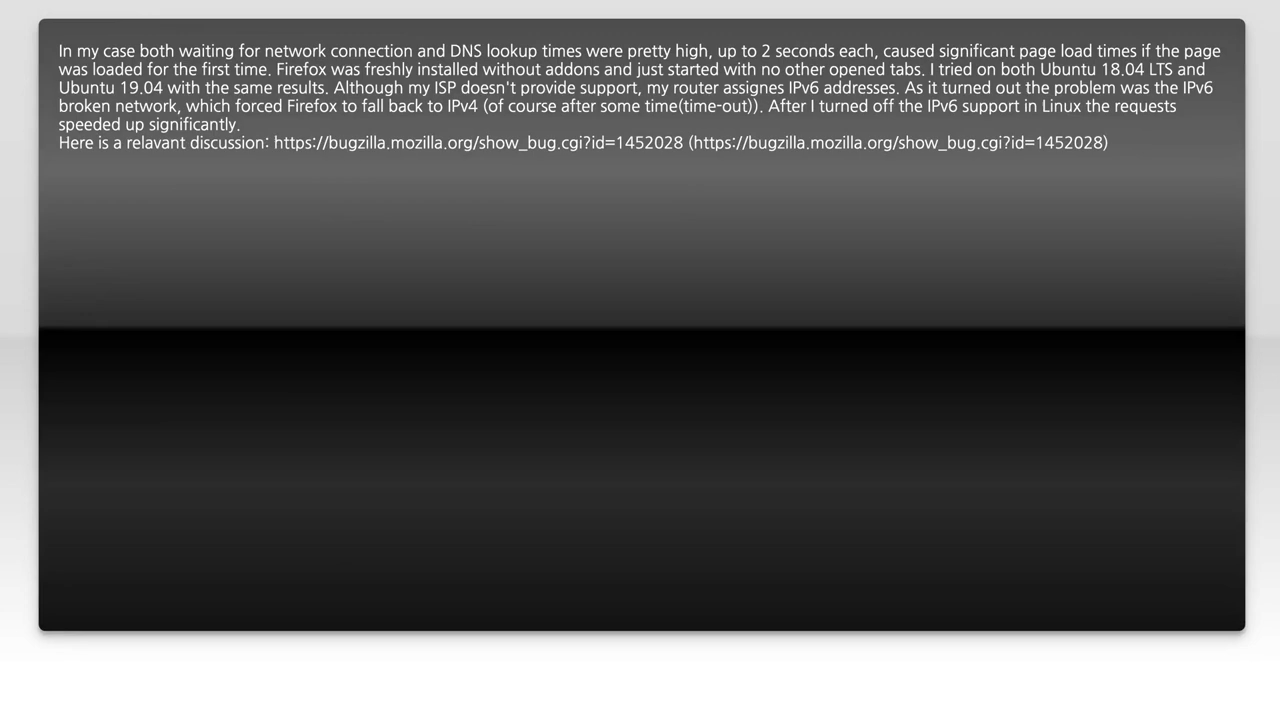 In my case both waiting for network connection and DNS lookup times were pretty high, up to 2 seconds each, caused significant page load times if the page
was loaded for the first time. Firefox was freshly installed without addons and just started with no other opened tabs. I tried on both Ubuntu 18.04 LTS and
Ubuntu 19.04 with the same results. Although my ISP doesn't provide support, my router assignes IPv6 addresses. As it turned out the problem was the IPv6
broken network, which forced Firefox to fall back to IPv4 (of course after some time(time-out)). After I turned off the IPv6 support in Linux the requests
speeded up significantly.
Here is a relavant discussion: https://bugzilla.mozilla.org/show_bug.cgi?id=1452028 (https://bugzilla.mozilla.org/show_bug.cgi?id=1452028)